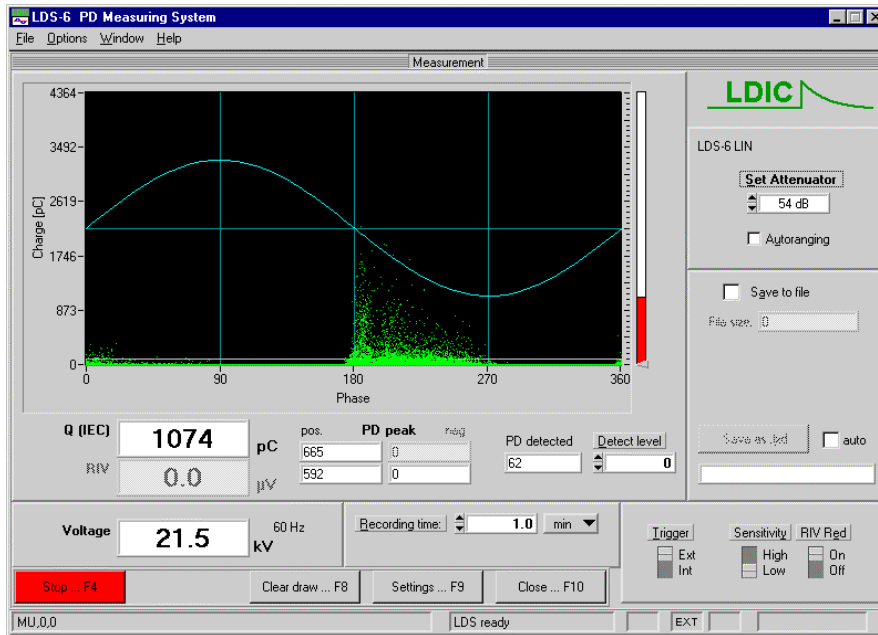 LDS-6 PD Measuring System
File Options Window Help
Measurement
4364
3492
2619
1746
873
0
Charge [pC]
0 90 180 270 360
Phase
LDIC
LDS-6 LIN
Set Attenuator
54 dB
Autoranging
Save to file
File size: 0
Save as .txd auto
Q (IEC) 1074 pC
RIV 0.0 µV
pos. PD peak neg
665 0
592 0
PD detected Detect level
62 0
Voltage 21.5 60 Hz kV
Recording time: 1.0 min
Trigger Sensitivity RIV Red
Ext High On
Int Low Off
Stop ... F4 Clear draw ... F8 Settings ... F9 Close ... F10
MU,0,0 LDS ready EXT